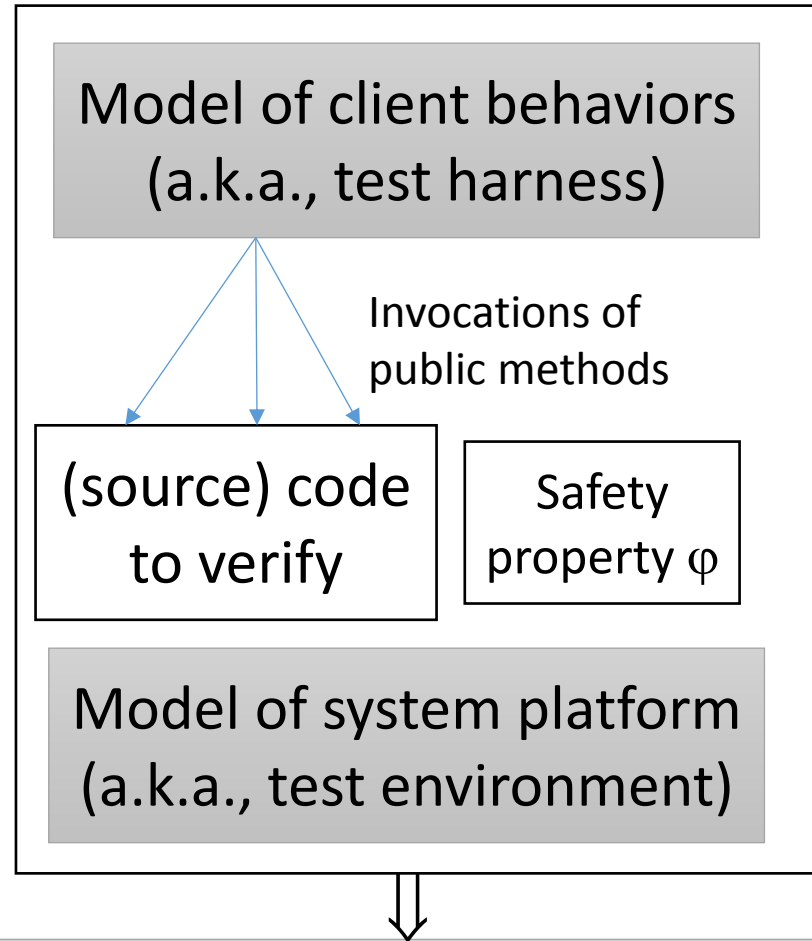 Model of client behaviors
(a.k.a., test harness)
Invocations of
public methods
(source) code
to verify
Safety
property φ
Model of system platform
(a.k.a., test environment)